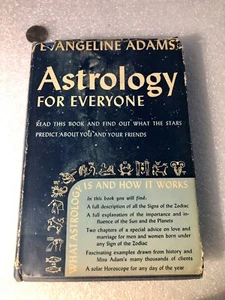 EVANGELINE ADAMS
Astrology
FOR EVERYONE
READ THIS BOOK AND FIND OUT WHAT THE STARS
PREDICT ABOUT YOU AND YOUR FRIENDS
WHAT ASTROLOGY
IS AND HOW IT WORKS
In this book you will find.
A full description of all the Signs of the Zodiac
A full explanation of the importance and in-
fluence of the Sun and the Planets
Two chapters of a special advice on love and
marriage for men and women born under
any Sign of the Zodiac
Fascinating examples drawn from history and
Miss Adams's many thousands of clients
A solar Horoscope for any day of the year